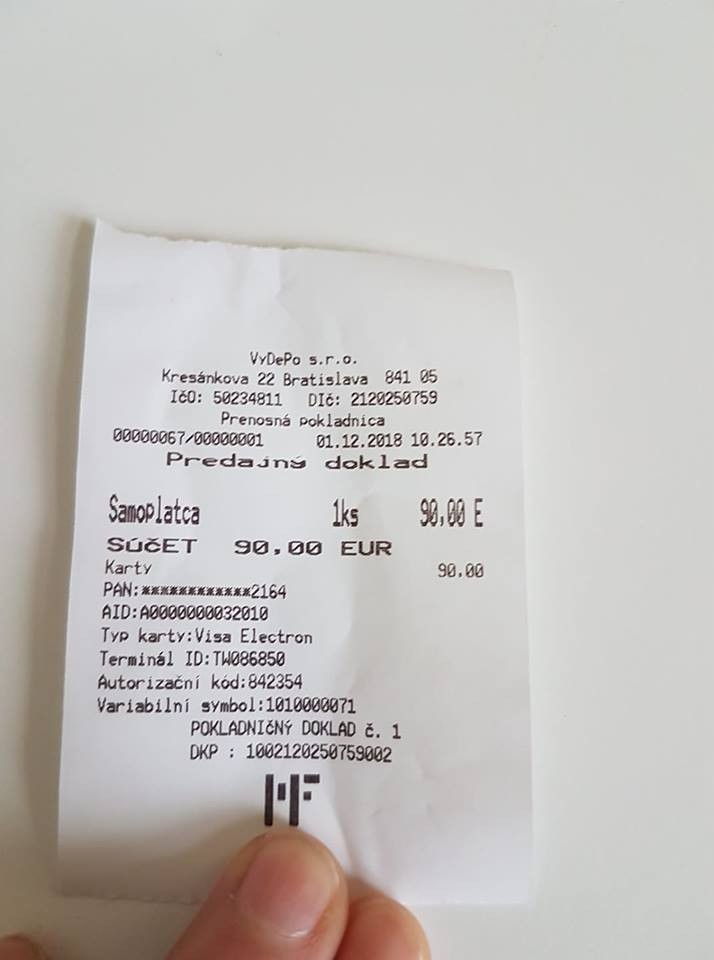 VyDePo s.r.o.
Kresánkova 22 Bratislava 841 05
IčO: 50234811 DIč: 2120250759
Prenosná pokladnica
00000067/00000001 01.12.2018 10.26.57
Predajný doklad
Samoplatca 1ks 90,00 E
SúčET 90,00 EUR
Karty 90.00
PAN:************2164
AID:A0000000032010
Typ karty:Visa Electron
Terminál ID:TW086850
Autorizační kód:842354
Variabilní symbol:1010000071
POKLADNIčNÝ DOKLAD č. 1
DKP : 1002120250759002
MF